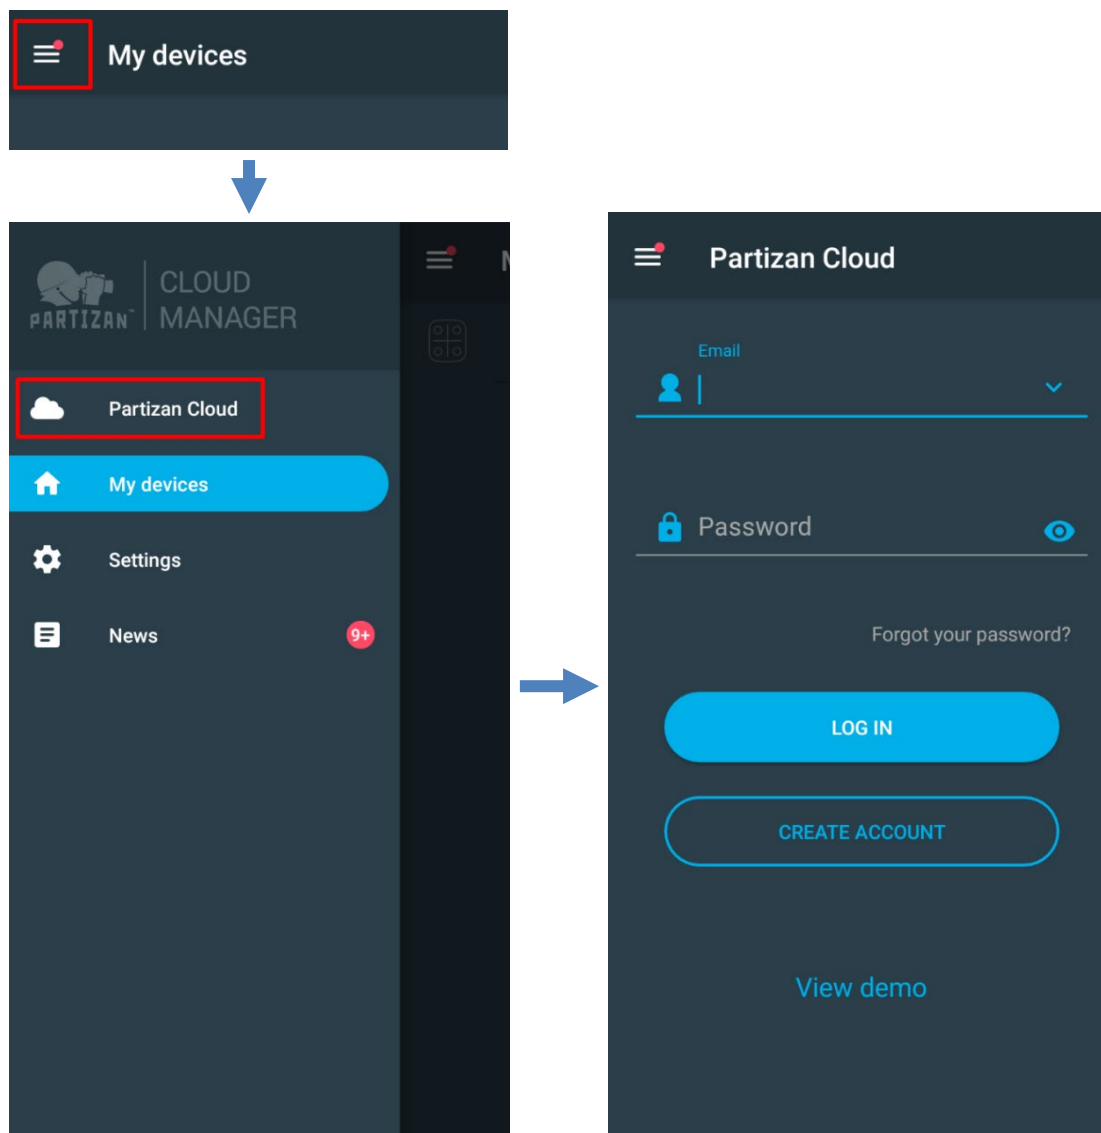 My devices
PARTIZAN™
CLOUD
MANAGER
Partizan Cloud
My devices
Settings
News
9+
Partizan Cloud
Email
Password
Forgot your password?
LOG IN
CREATE ACCOUNT
View demo